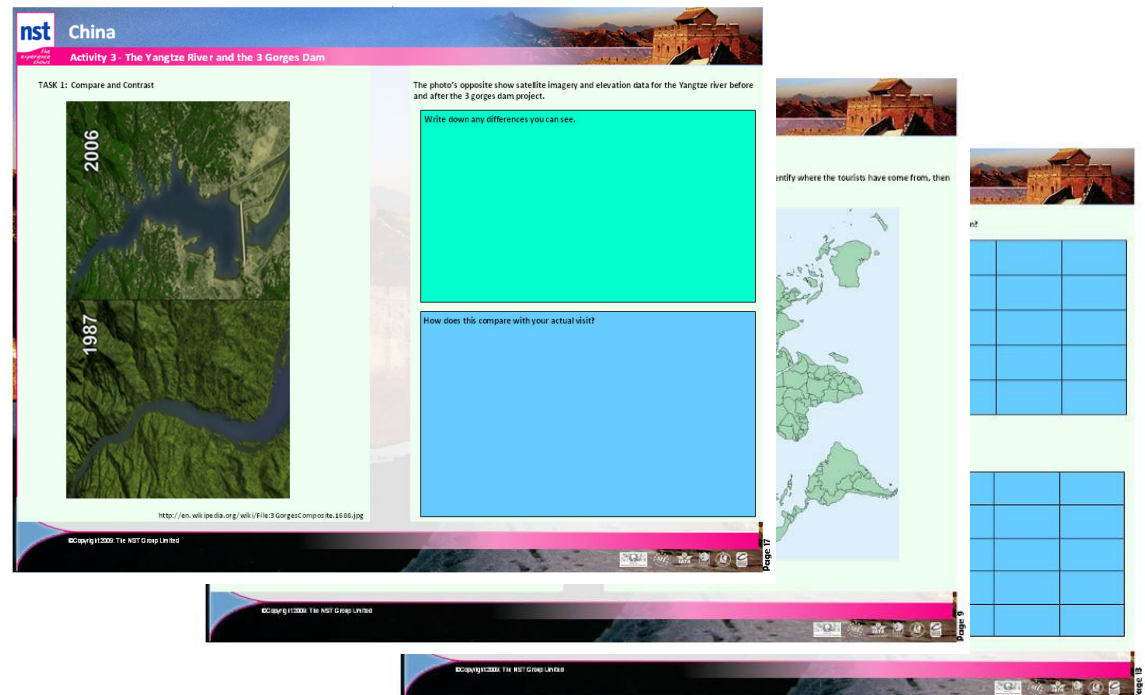 nst
the
experience
shows
China
Activity 3 - The Yangtze River and the 3 Gorges Dam
TASK 1: Compare and Contrast
2006
1987
http://en.wikipedia.org/wiki/File:3GorgesComposite.1688.jpg
The photo's opposite show satellite imagery and elevation data for the Yangtze river before
and after the 3 gorges dam project.
Write down any differences you can see.
How does this compare with your actual visit?
©Copyright 2009: The NST Group Limited
Page 17
entify where the tourists have come from, then
©Copyright 2009: The NST Group Limited
Page 9
m?
©Copyright 2009: The NST Group Limited